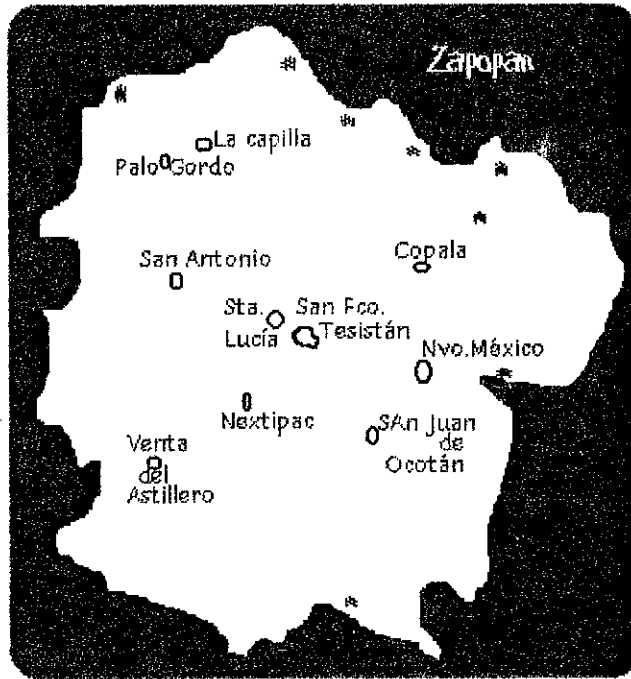 Zapopan
La capilla
Palo Gordo
San Antonio
Copala
Sta.
Lucía
San Fco.
Tesistán
Nvo.México
Nextipac
SAn Juan
de
Ocotán
Venta
del
Astillero